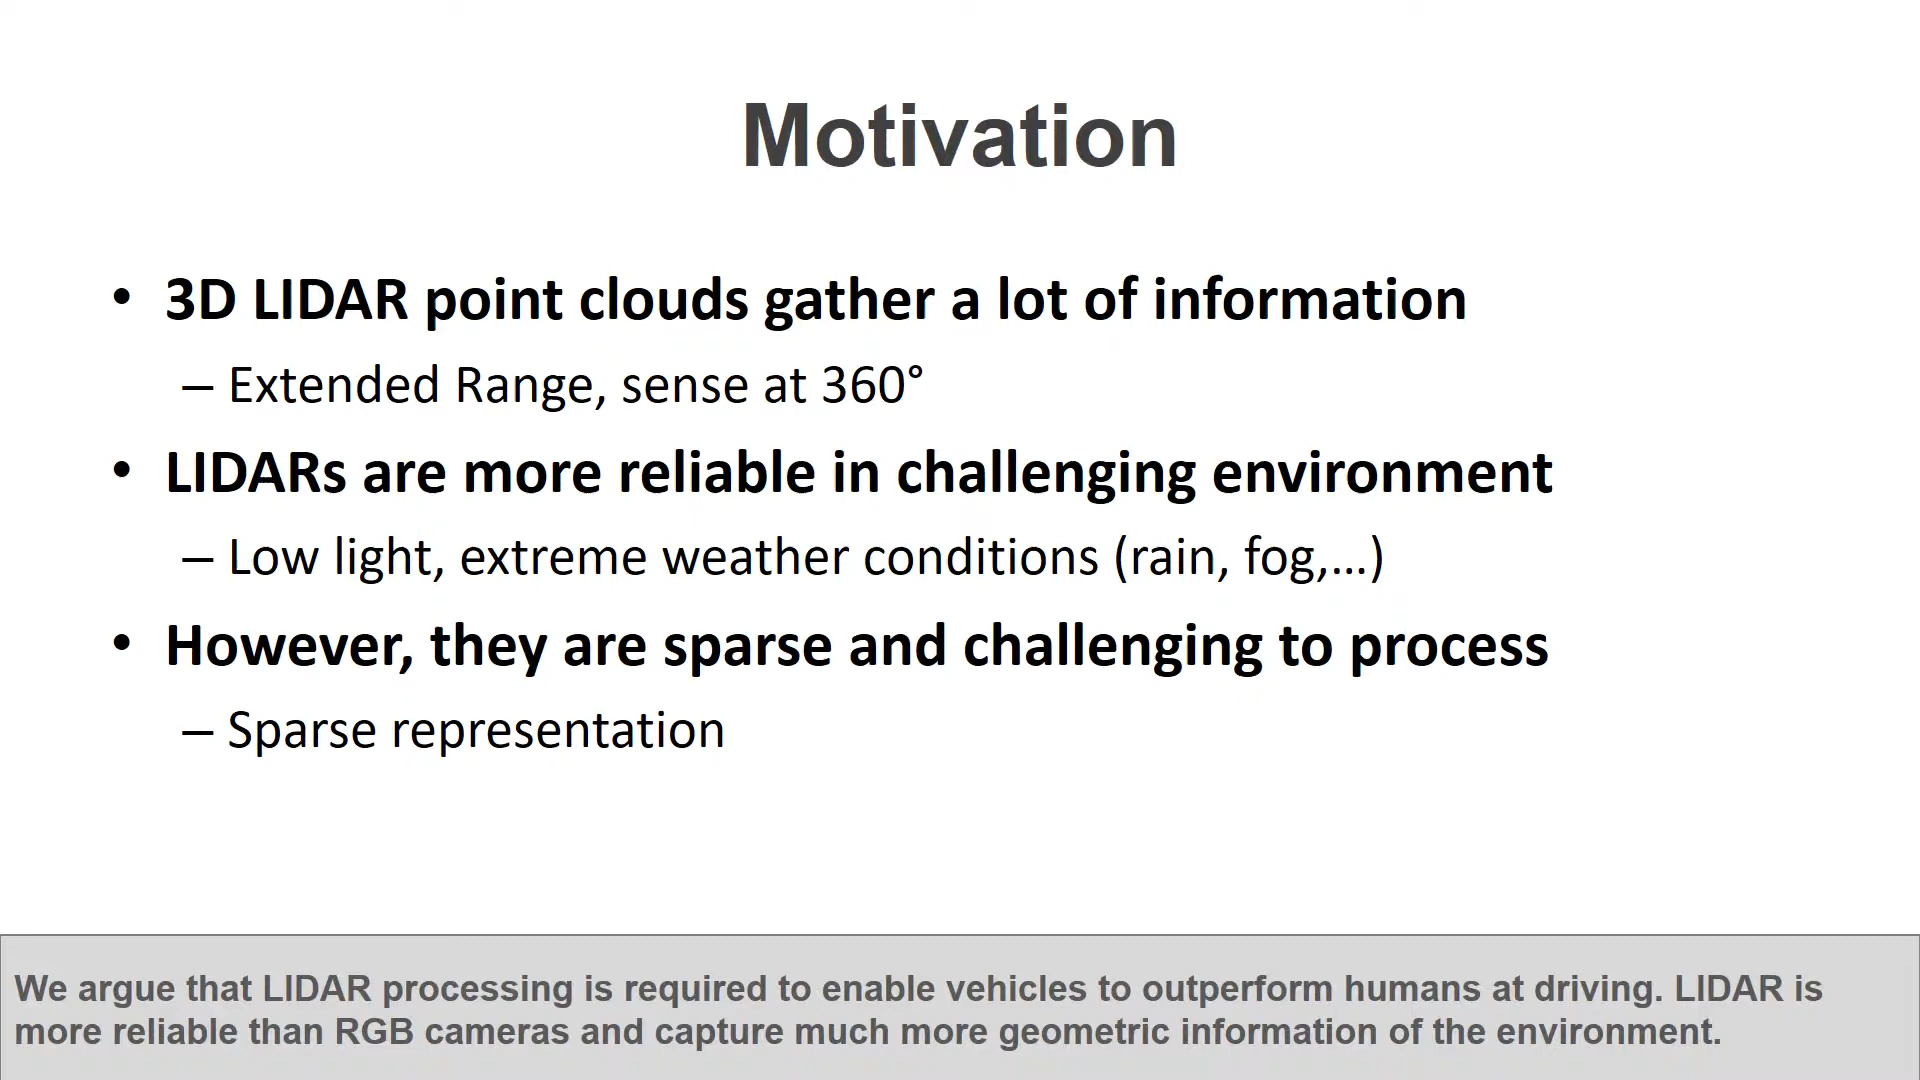 Motivation
• 3D LIDAR point clouds gather a lot of information
– Extended Range, sense at 360°
• LIDARs are more reliable in challenging environment
– Low light, extreme weather conditions (rain, fog,...)
• However, they are sparse and challenging to process
– Sparse representation
We argue that LIDAR processing is required to enable vehicles to outperform humans at driving. LIDAR is
more reliable than RGB cameras and capture much more geometric information of the environment.